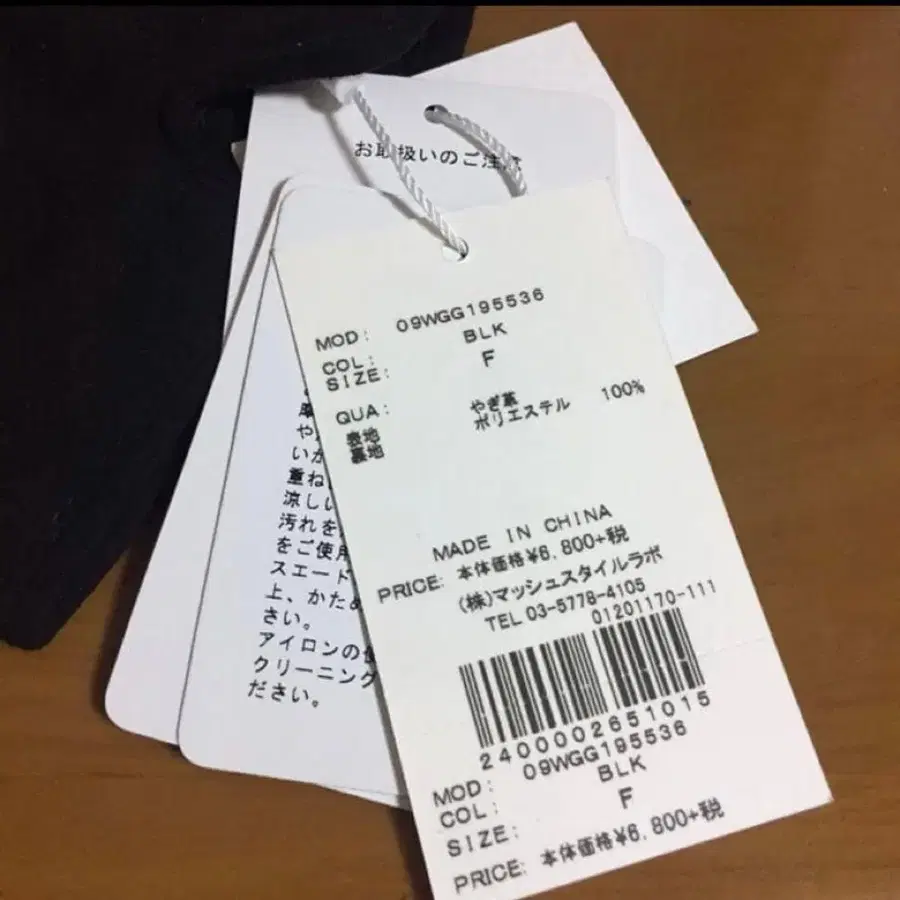 お取扱いのご注意
MOD: 09WGG195536
COL: BLK
SIZE: F
QUA:
表地 やぎ革
裏地 ポリエステル 100%
MADE IN CHINA
PRICE: 本体価格¥6,800+税
(株)マッシュスタイルラボ
TEL 03-5778-4105
01201170-111
2400002651015
MOD: 09WGG195536
COL: BLK
SIZE: F
PRICE: 本体価格¥6,800+税
いか
重ね
涼しい
汚れを
をご使用
スエード
上、かため
さい。
アイロンの使
クリーニング
ださい。